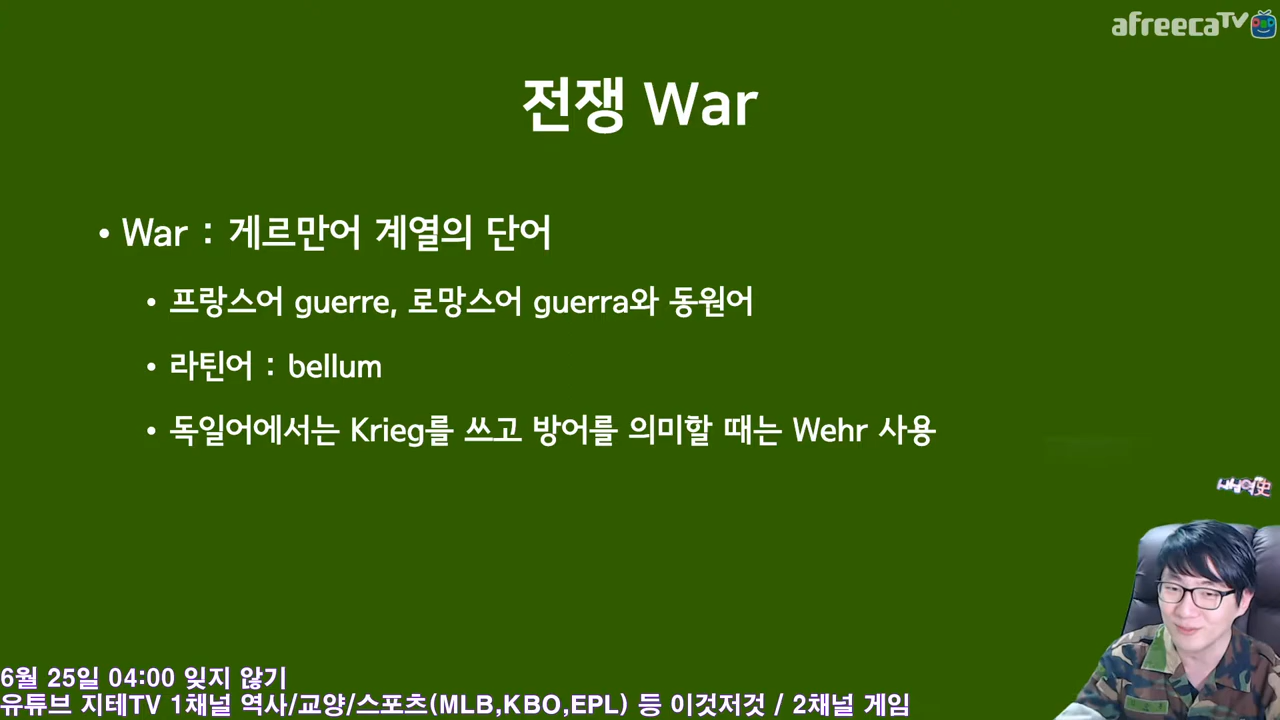 afreecaTV
전쟁 War
• War : 게르만어 계열의 단어
• 프랑스어 guerre, 로망스어 guerra와 동원어
• 라틴어 : bellum
• 독일어에서는 Krieg를 쓰고 방어를 의미할 때는 Wehr 사용
6월 25일 04:00 잊지 않기
유튜브 지테TV 1채널 역사/교양/스포츠(MLB,KBO,EPL) 등 이것저것 / 2채널 게임